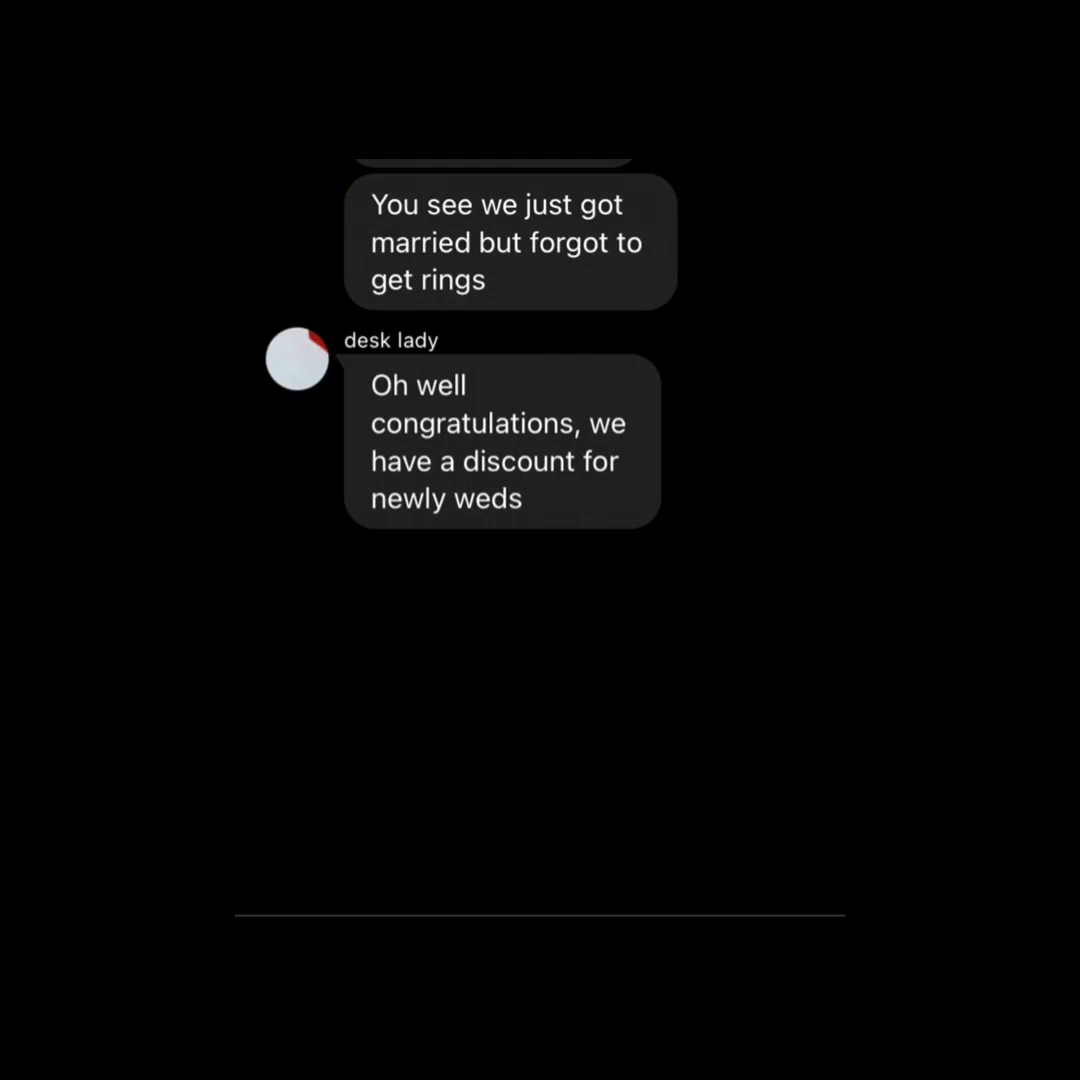 You see we just got
married but forgot to
get rings
desk lady
Oh well
congratulations, we
have a discount for
newly weds